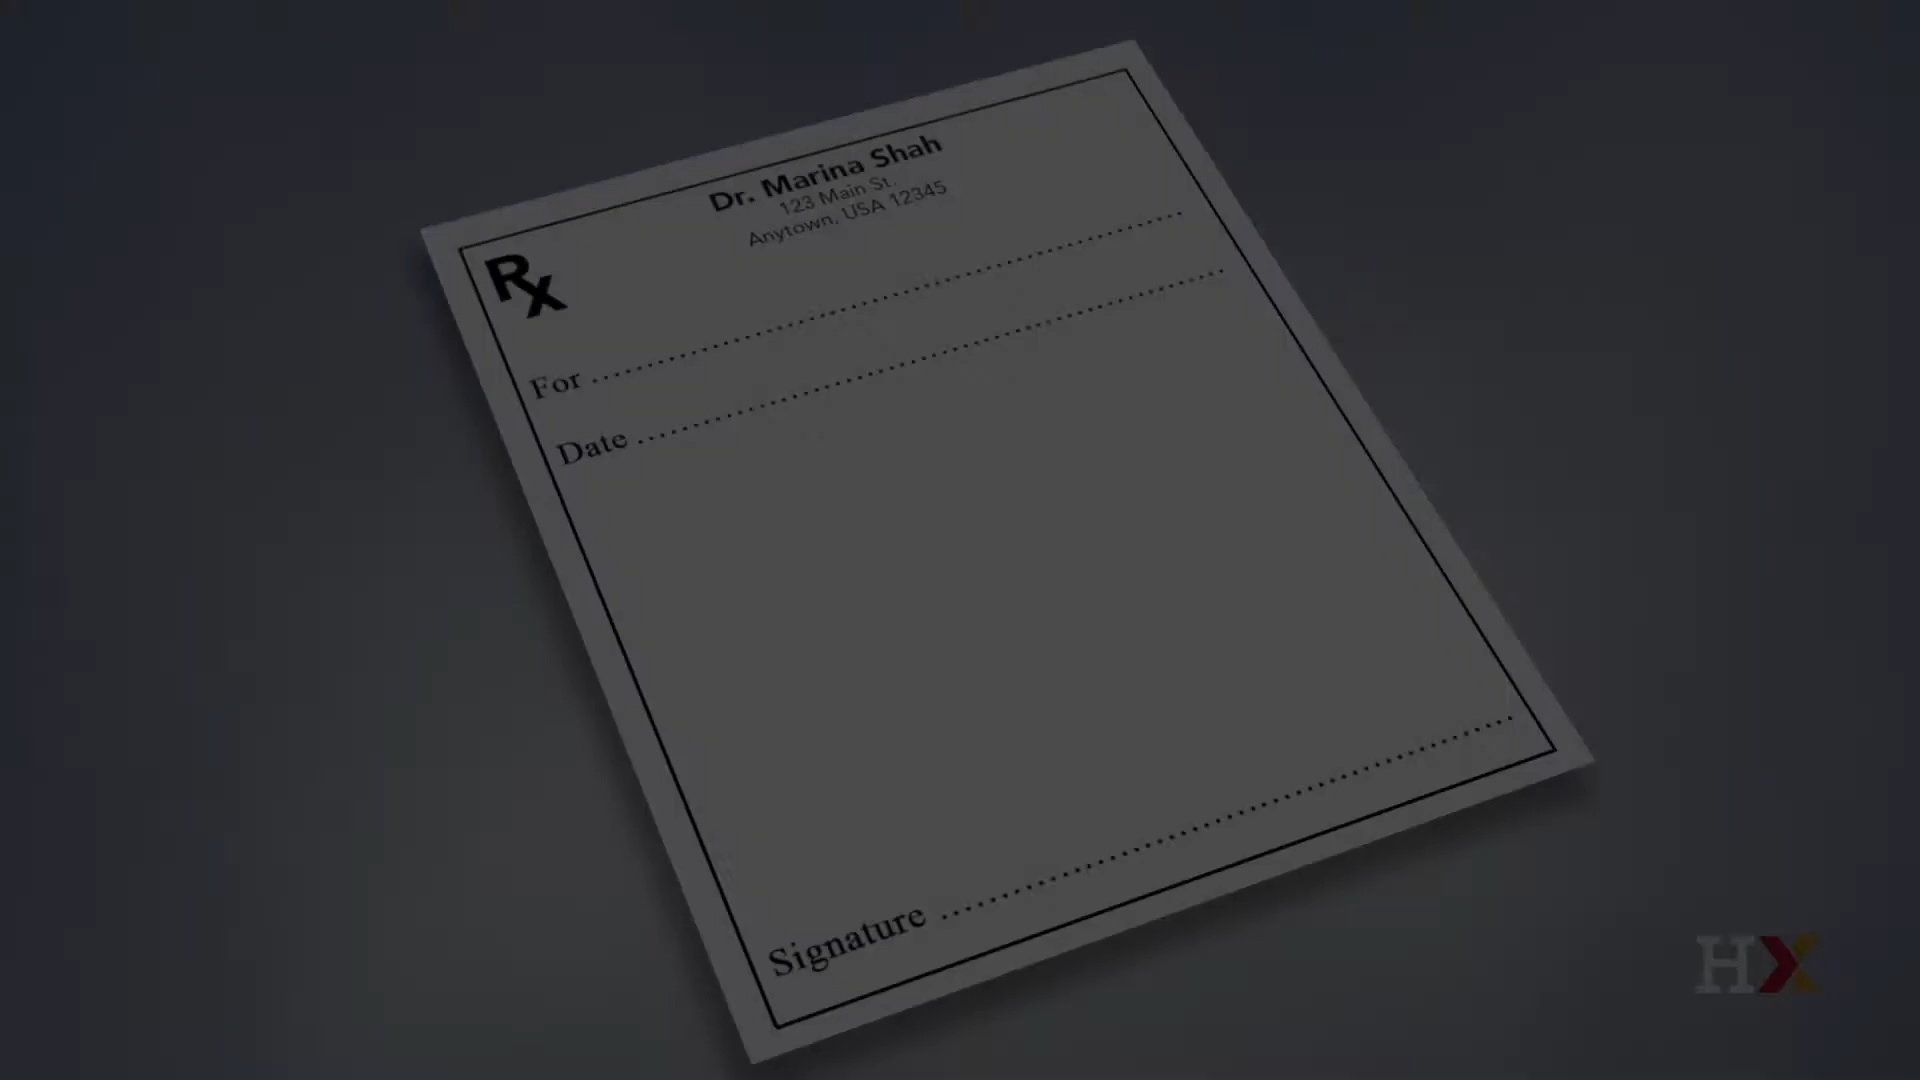 Dr. Marina Shah
123 Main St.
Anytown, USA 12345
Rx
For ................................................
Date ................................................
Signature ................................................
HX